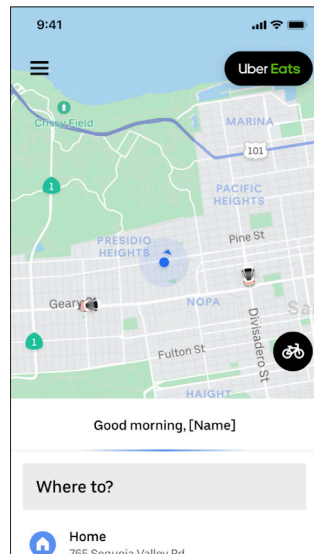 9:41
Uber Eats
Crissy Field
MARINA
101
1
PACIFIC
HEIGHTS
PRESIDIO
HEIGHTS
Pine St
Geary
NOPA
Sa
Divisadero St
1
Fulton St
HAIGHT
Good morning, [Name]
Where to?
Home
765 Sequoia Valley Rd